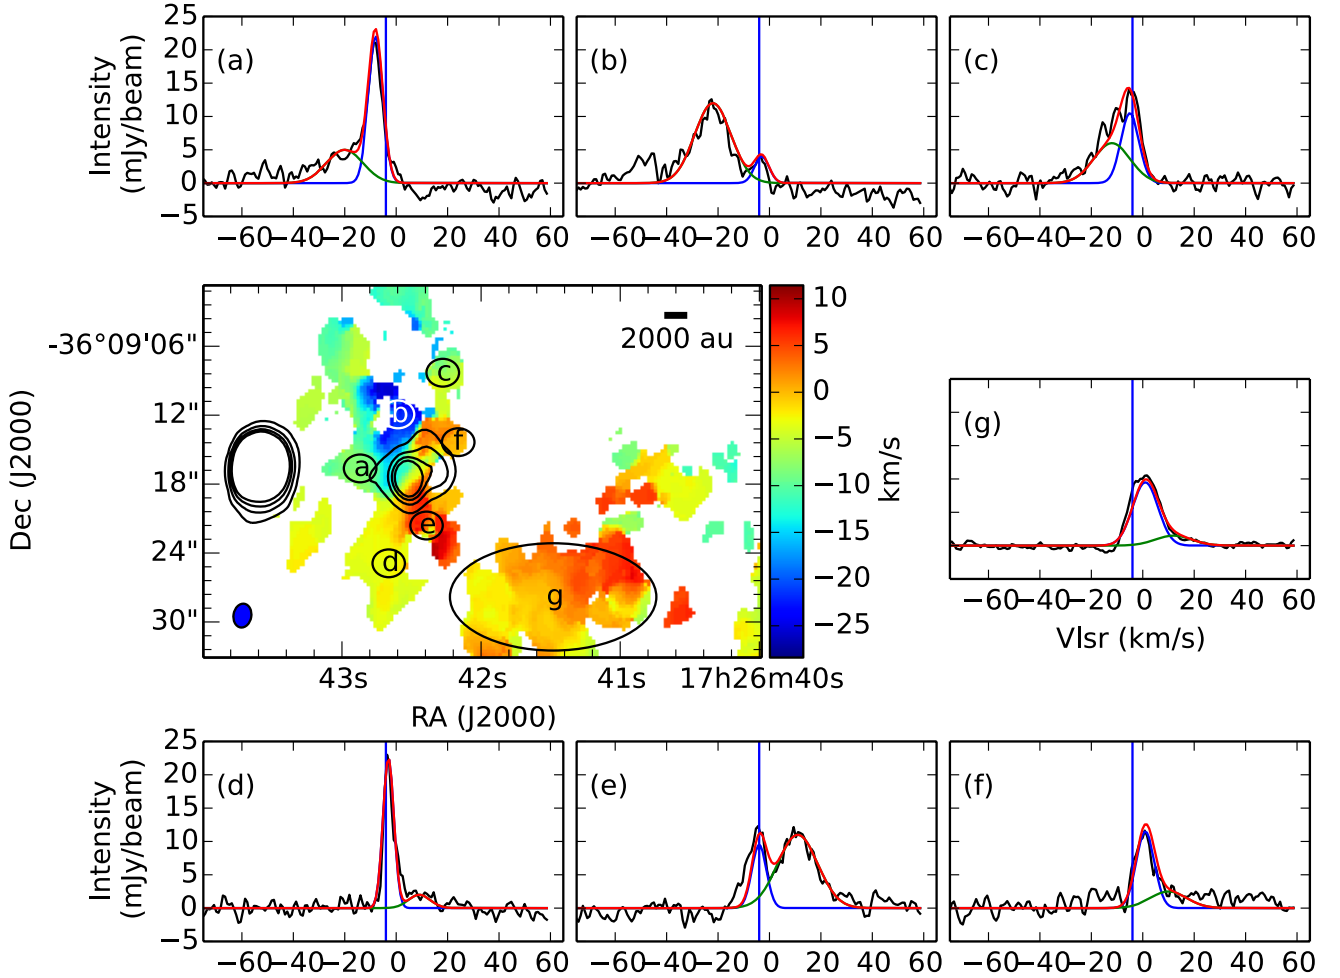 25
20
15
10
5
0
−5
Intensity
(mJy/beam)
(a)
(b)
(c)
−60−40−20 0 20 40 60
−60−40−20 0 20 40 60
−60−40−20 0 20 40 60
-36°09'06"
12"
18"
24"
30"
Dec (J2000)
2000 au
c
b
f
a
e
d
g
43s 42s 41s 17h26m40s
RA (J2000)
10
5
0
−5
−10
−15
−20
−25
km/s
(g)
−60−40−20 0 20 40 60
Vlsr (km/s)
25
20
15
10
5
0
−5
Intensity
(mJy/beam)
(d)
(e)
(f)
−60−40−20 0 20 40 60
−60−40−20 0 20 40 60
−60−40−20 0 20 40 60